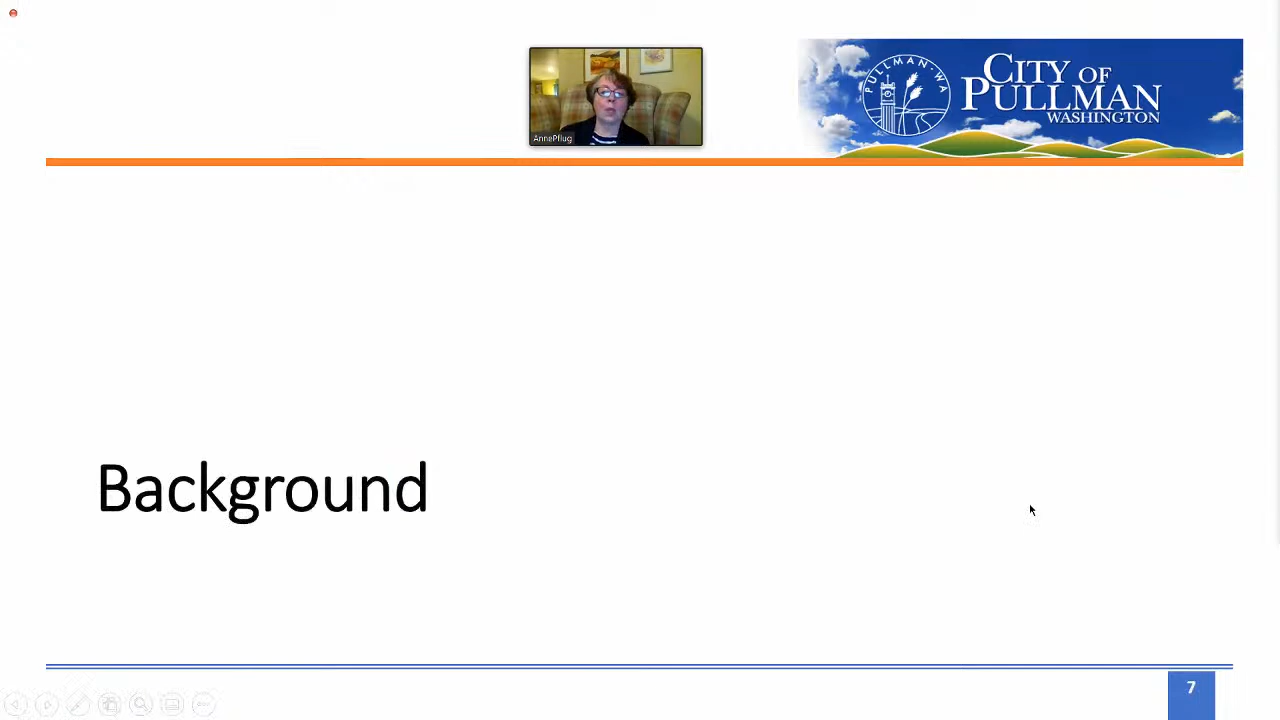 AnnePflug
PULLMAN·WA
CITY OF
PULLMAN
WASHINGTON
Background
7